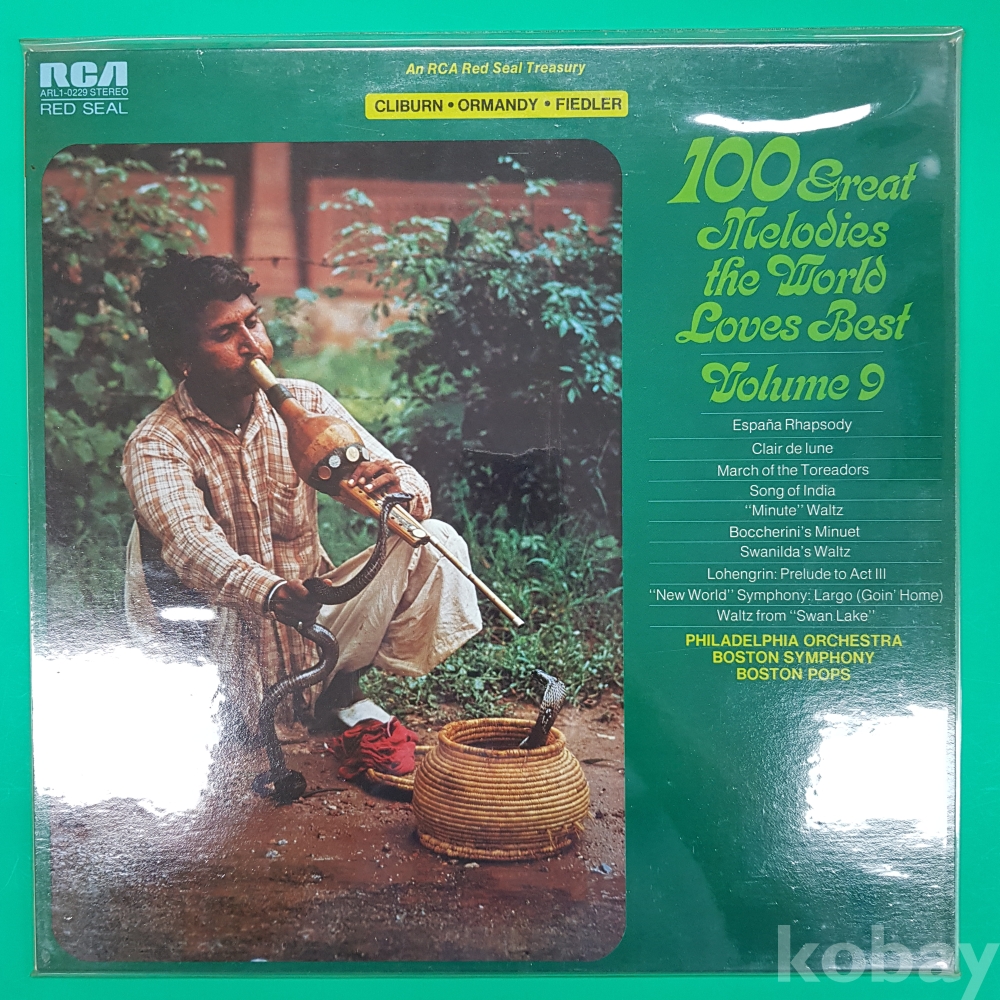 RCA
ARL1-0229 STEREO
RED SEAL
An RCA Red Seal Treasury
CLIBURN • ORMANDY • FIEDLER
100 Great
Melodies
the World
Loves Best
Volume 9
España Rhapsody
Clair de lune
March of the Toreadors
Song of India
"Minute" Waltz
Boccherini's Minuet
Swanilda's Waltz
Lohengrin: Prelude to Act III
"New World" Symphony: Largo (Goin' Home)
Waltz from "Swan Lake"
PHILADELPHIA ORCHESTRA
BOSTON SYMPHONY
BOSTON POPS
kobay